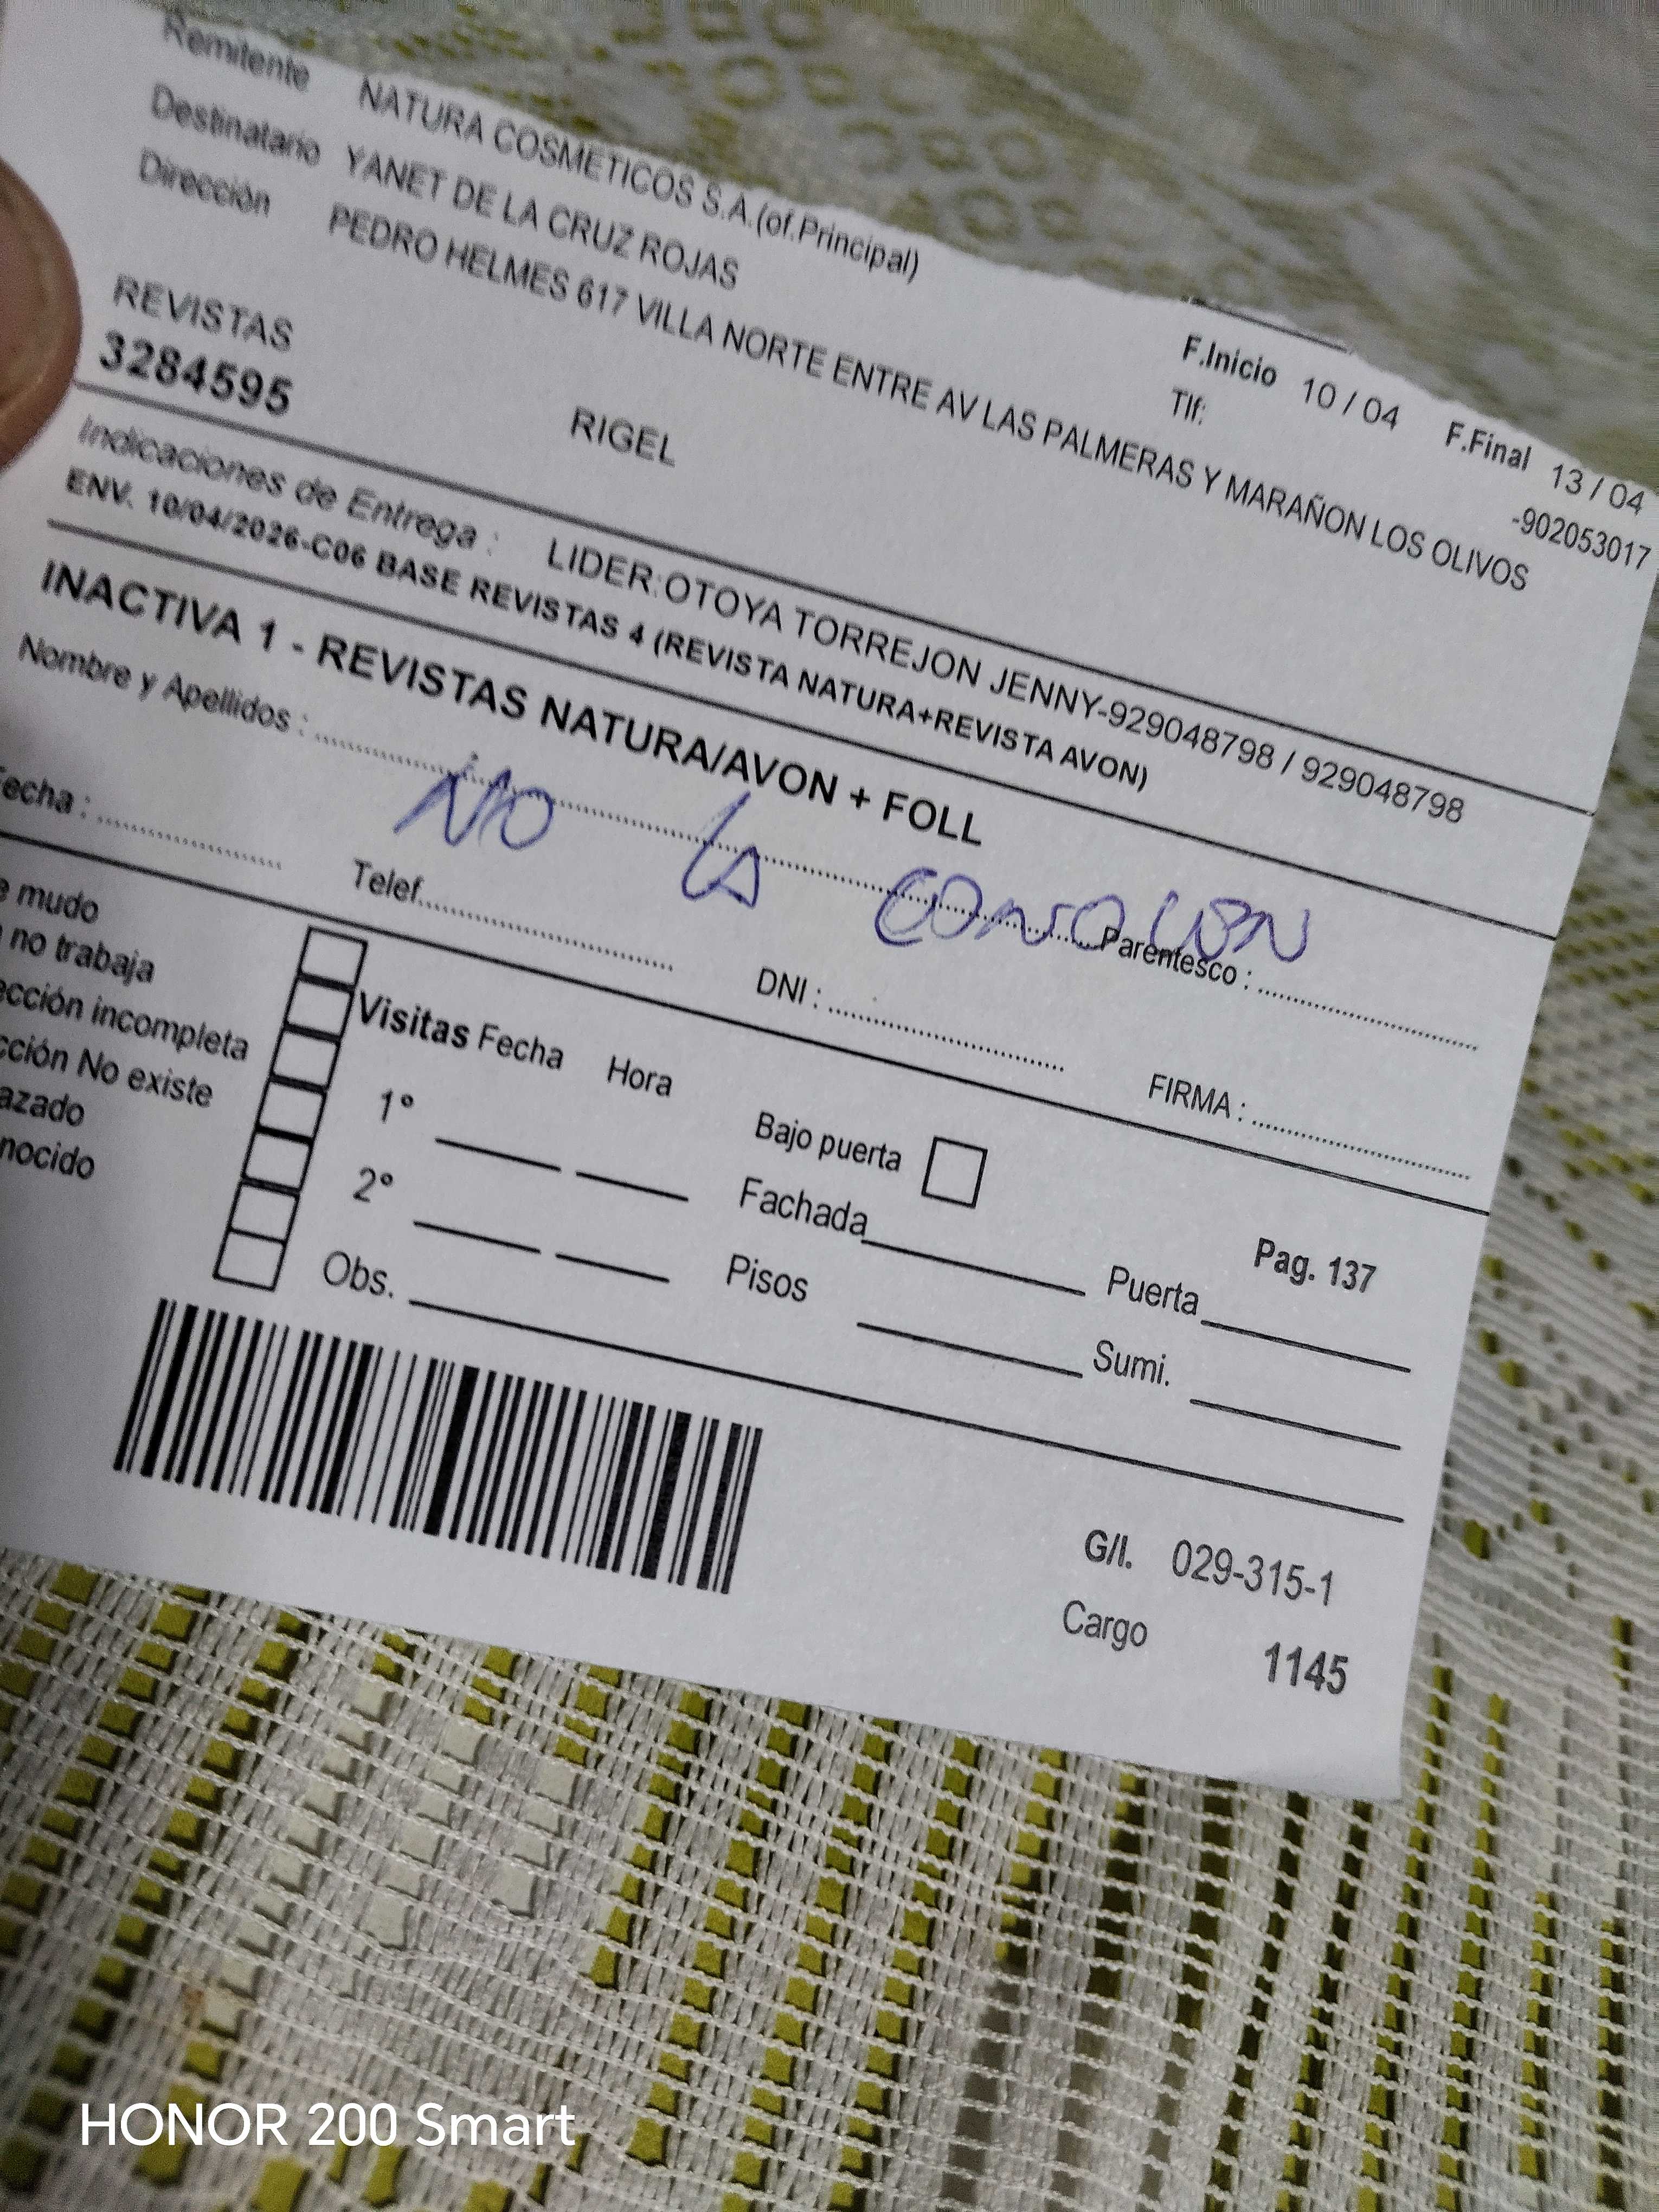 Remitente NATURA COSMETICOS S.A.(of.Principal)
Destinatario YANET DE LA CRUZ ROJAS
Dirección PEDRO HELMES 617 VILLA NORTE ENTRE AV LAS PALMERAS Y MARAÑON LOS OLIVOS
F.Inicio 10 / 04 F.Final 13 / 04
Tlf: -902053017
REVISTAS
3284595 RIGEL
Indicaciones de Entrega : LIDER:OTOYA TORREJON JENNY-929048798 / 929048798
ENV. 10/04/2026-C06 BASE REVISTAS 4 (REVISTA NATURA+REVISTA AVON)
INACTIVA 1 - REVISTAS NATURA/AVON + FOLL
NO LA CONOCEN
Nombre y Apellidos : Parentesco :
echa : Telef. DNI : FIRMA :
e mudo
no trabaja
ección incompleta
cción No existe
azado
nocido
Visitas Fecha Hora
1°
2°
Obs.
Bajo puerta
Pag. 137
Fachada Puerta
Pisos Sumi.
G/I. 029-315-1
Cargo 1145
HONOR 200 Smart